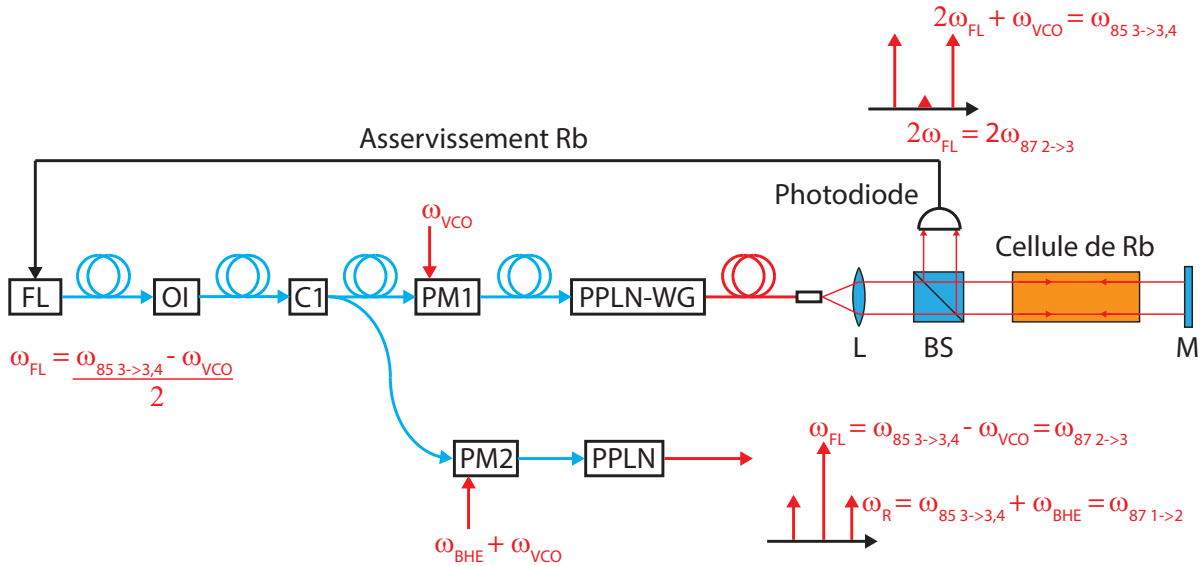 2ω_FL + ω_VCO = ω_85 3->3,4
2ω_FL = 2ω_87 2->3
Asservissement Rb
Photodiode
ω_VCO
Cellule de Rb
FL
OI
C1
PM1
PPLN-WG
L
BS
M
ω_FL = ω_85 3->3,4 - ω_VCO
2
ω_FL = ω_85 3->3,4 - ω_VCO = ω_87 2->3
PM2
PPLN
ω_R = ω_85 3->3,4 + ω_BHE = ω_87 1->2
ω_BHE + ω_VCO